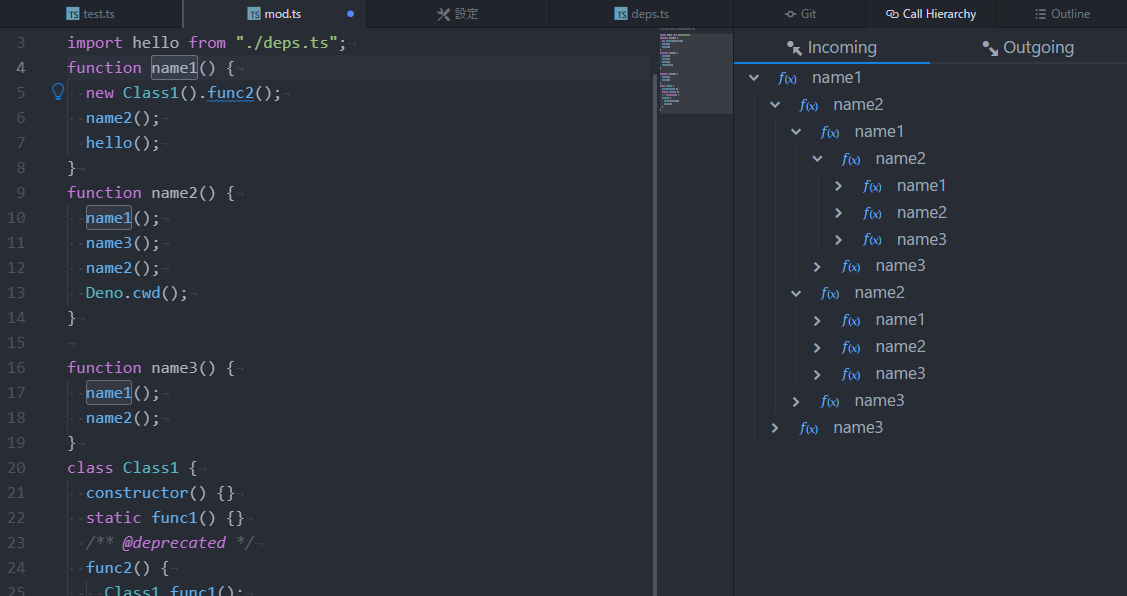 test.ts
mod.ts
設定
deps.ts
Git
Call Hierarchy
Outline
3 import hello from "./deps.ts";
4 function name1() {
5 new Class1().func2();
6 name2();
7 hello();
8 }
9 function name2() {
10 name1();
11 name3();
12 name2();
13 Deno.cwd();
14 }
15
16 function name3() {
17 name1();
18 name2();
19 }
20 class Class1 {
21 constructor() {}
22 static func1() {}
23 /** @deprecated */
24 func2() {
25 Class1.func1();
Incoming
Outgoing
f(x) name1
f(x) name2
f(x) name1
f(x) name2
f(x) name1
f(x) name2
f(x) name3
f(x) name3
f(x) name2
f(x) name1
f(x) name2
f(x) name3
f(x) name3
f(x) name3